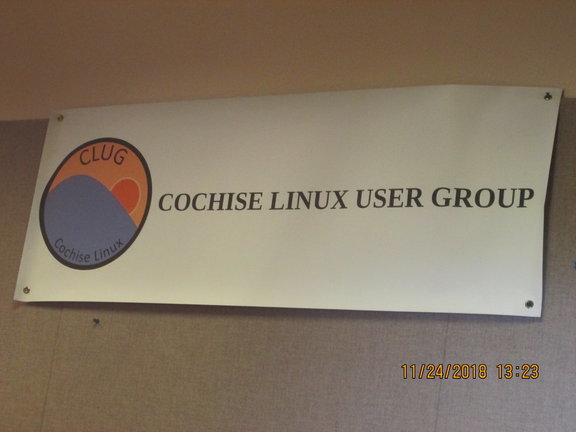 CLUG
Cochise Linux
COCHISE LINUX USER GROUP
11/24/2018 13:23